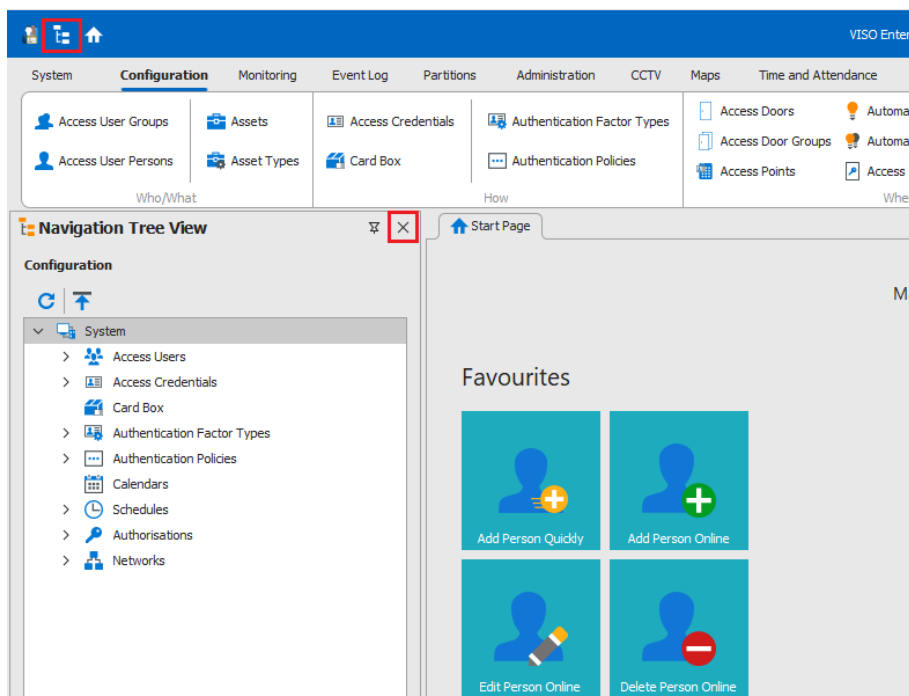 VISO Enter
System Configuration Monitoring Event Log Partitions Administration CCTV Maps Time and Attendance
Access User Groups Assets Access Credentials Authentication Factor Types Access Doors Automa
Access User Persons Asset Types Card Box Authentication Policies Access Door Groups Automa
Access Points Access
Who/What How Whe
Navigation Tree View
Start Page
Configuration
M
System
Access Users
Access Credentials
Card Box
Authentication Factor Types
Authentication Policies
Calendars
Schedules
Authorisations
Networks
Favourites
Add Person Quickly Add Person Online
Edit Person Online Delete Person Online